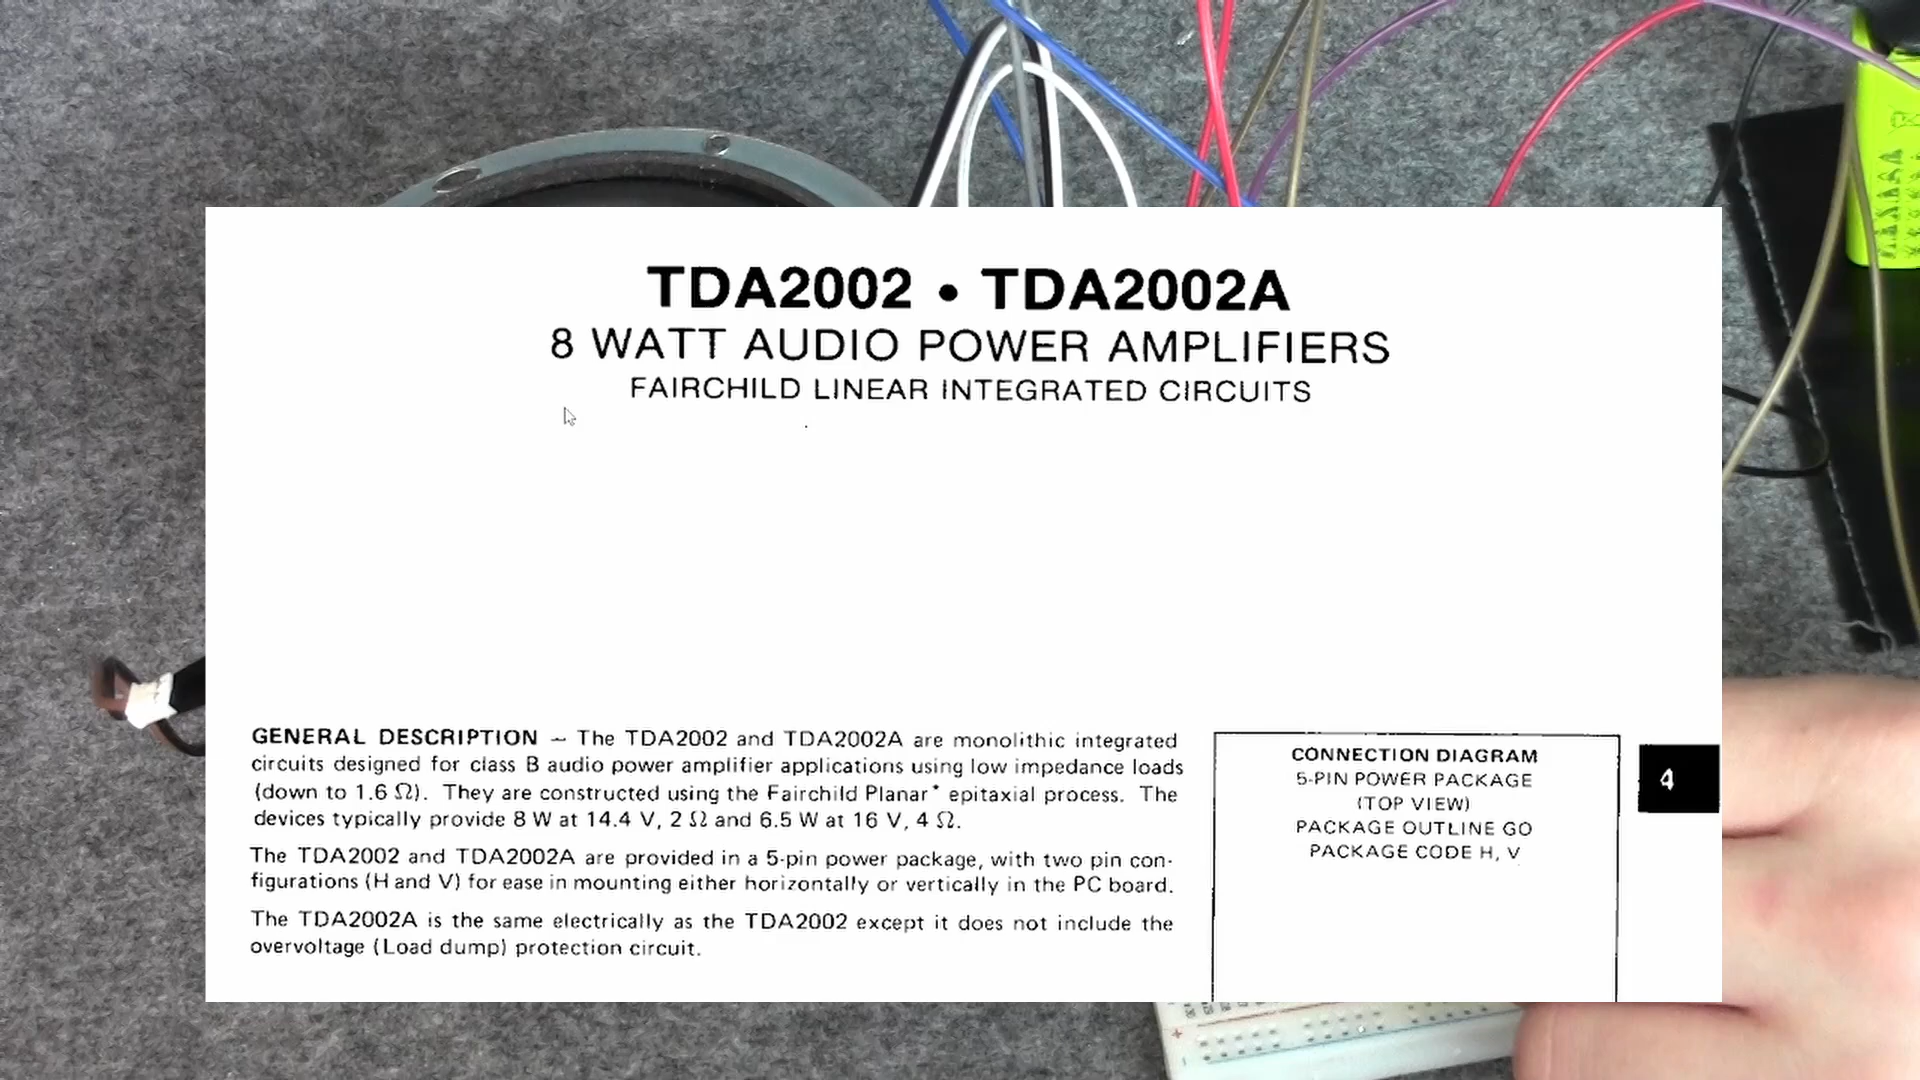 TDA2002 • TDA2002A
8 WATT AUDIO POWER AMPLIFIERS
FAIRCHILD LINEAR INTEGRATED CIRCUITS
GENERAL DESCRIPTION — The TDA2002 and TDA2002A are monolithic integrated
circuits designed for class B audio power amplifier applications using low impedance loads
(down to 1.6 Ω). They are constructed using the Fairchild Planar* epitaxial process. The
devices typically provide 8 W at 14.4 V, 2 Ω and 6.5 W at 16 V, 4 Ω.
The TDA2002 and TDA2002A are provided in a 5-pin power package, with two pin con-
figurations (H and V) for ease in mounting either horizontally or vertically in the PC board.
The TDA2002A is the same electrically as the TDA2002 except it does not include the
overvoltage (Load dump) protection circuit.
CONNECTION DIAGRAM
5-PIN POWER PACKAGE
(TOP VIEW)
PACKAGE OUTLINE GO
PACKAGE CODE H, V
4